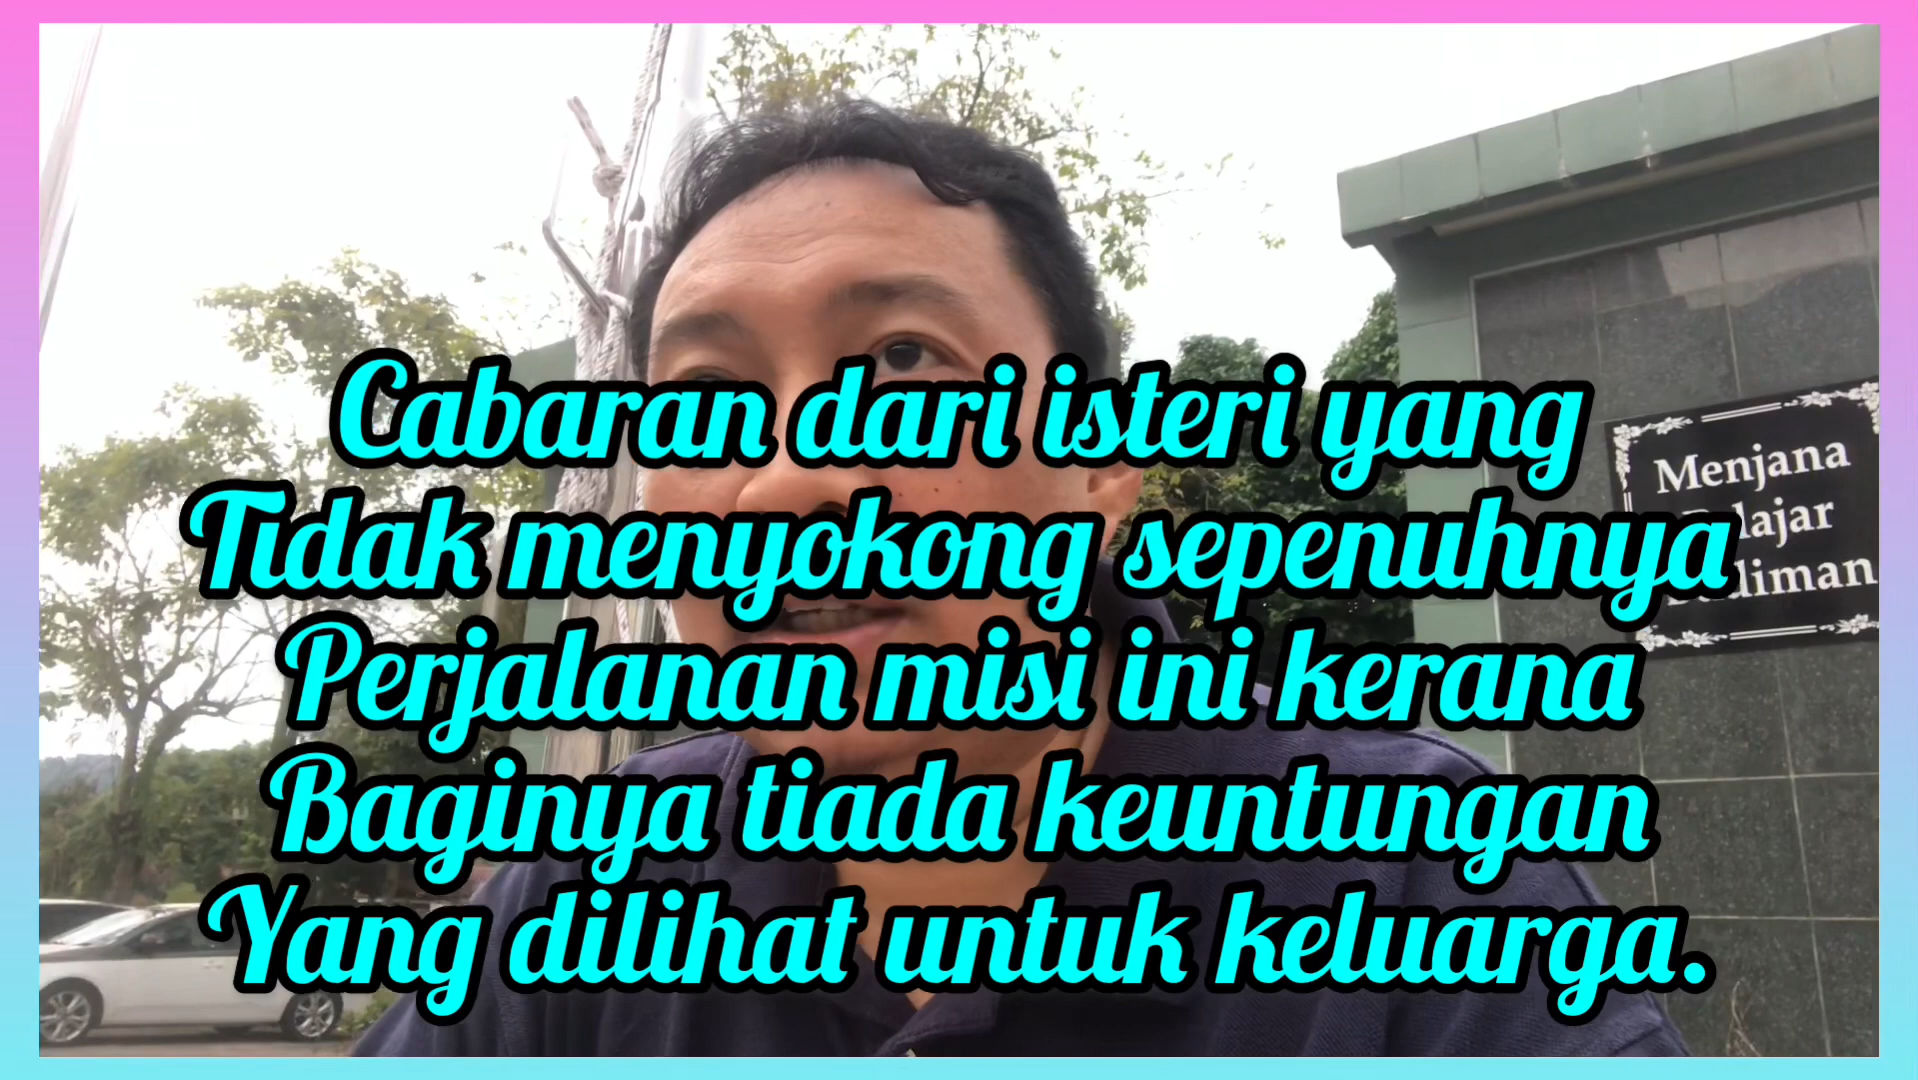 Cabaran dari isteri yang
Tidak menyokong sepenuhnya
Perjalanan misi ini kerana
Baginya tiada keuntungan
Yang dilihat untuk keluarga.
Menjana